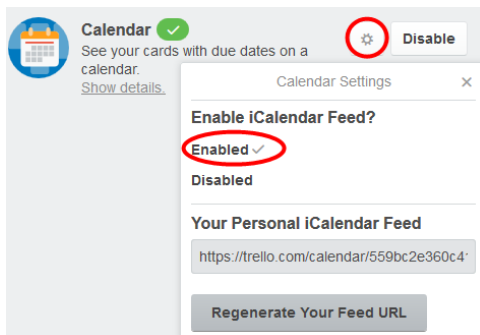 Calendar
See your cards with due dates on a
calendar.
Show details.
Disable
Calendar Settings
Enable iCalendar Feed?
Enabled
Disabled
Your Personal iCalendar Feed
https://trello.com/calendar/559bc2e360c4
Regenerate Your Feed URL